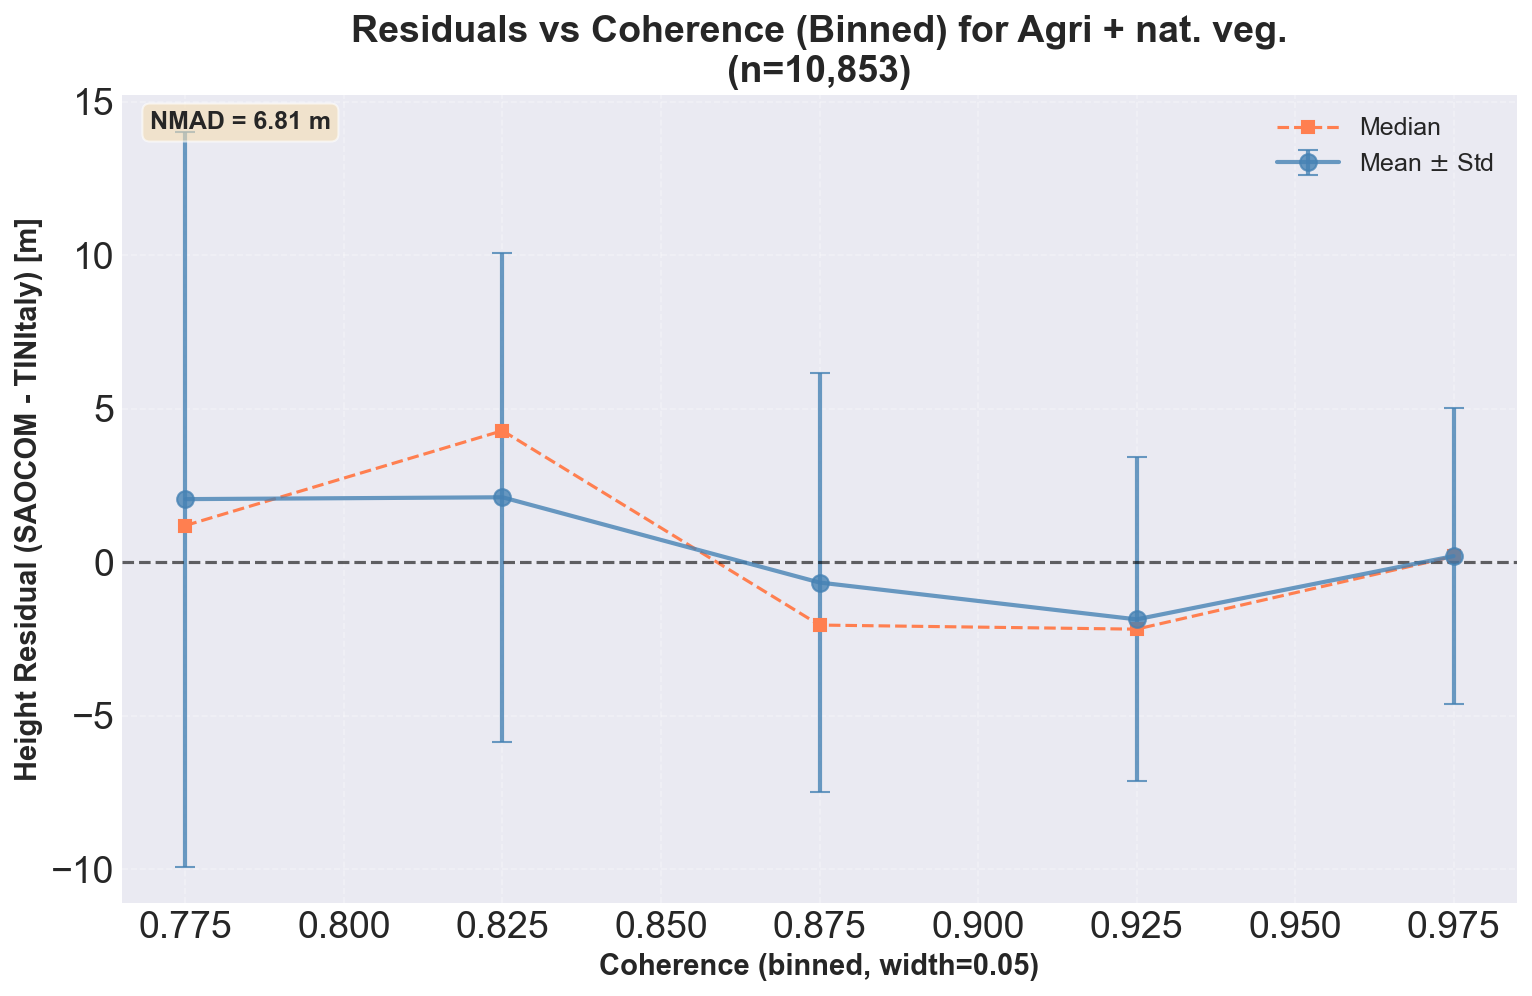 Residuals vs Coherence (Binned) for Agri + nat. veg.
(n=10,853)
NMAD = 6.81 m
Median
Mean ± Std
Height Residual (SAOCOM - TINItaly) [m]
15
10
5
0
−5
−10
0.775 0.800 0.825 0.850 0.875 0.900 0.925 0.950 0.975
Coherence (binned, width=0.05)